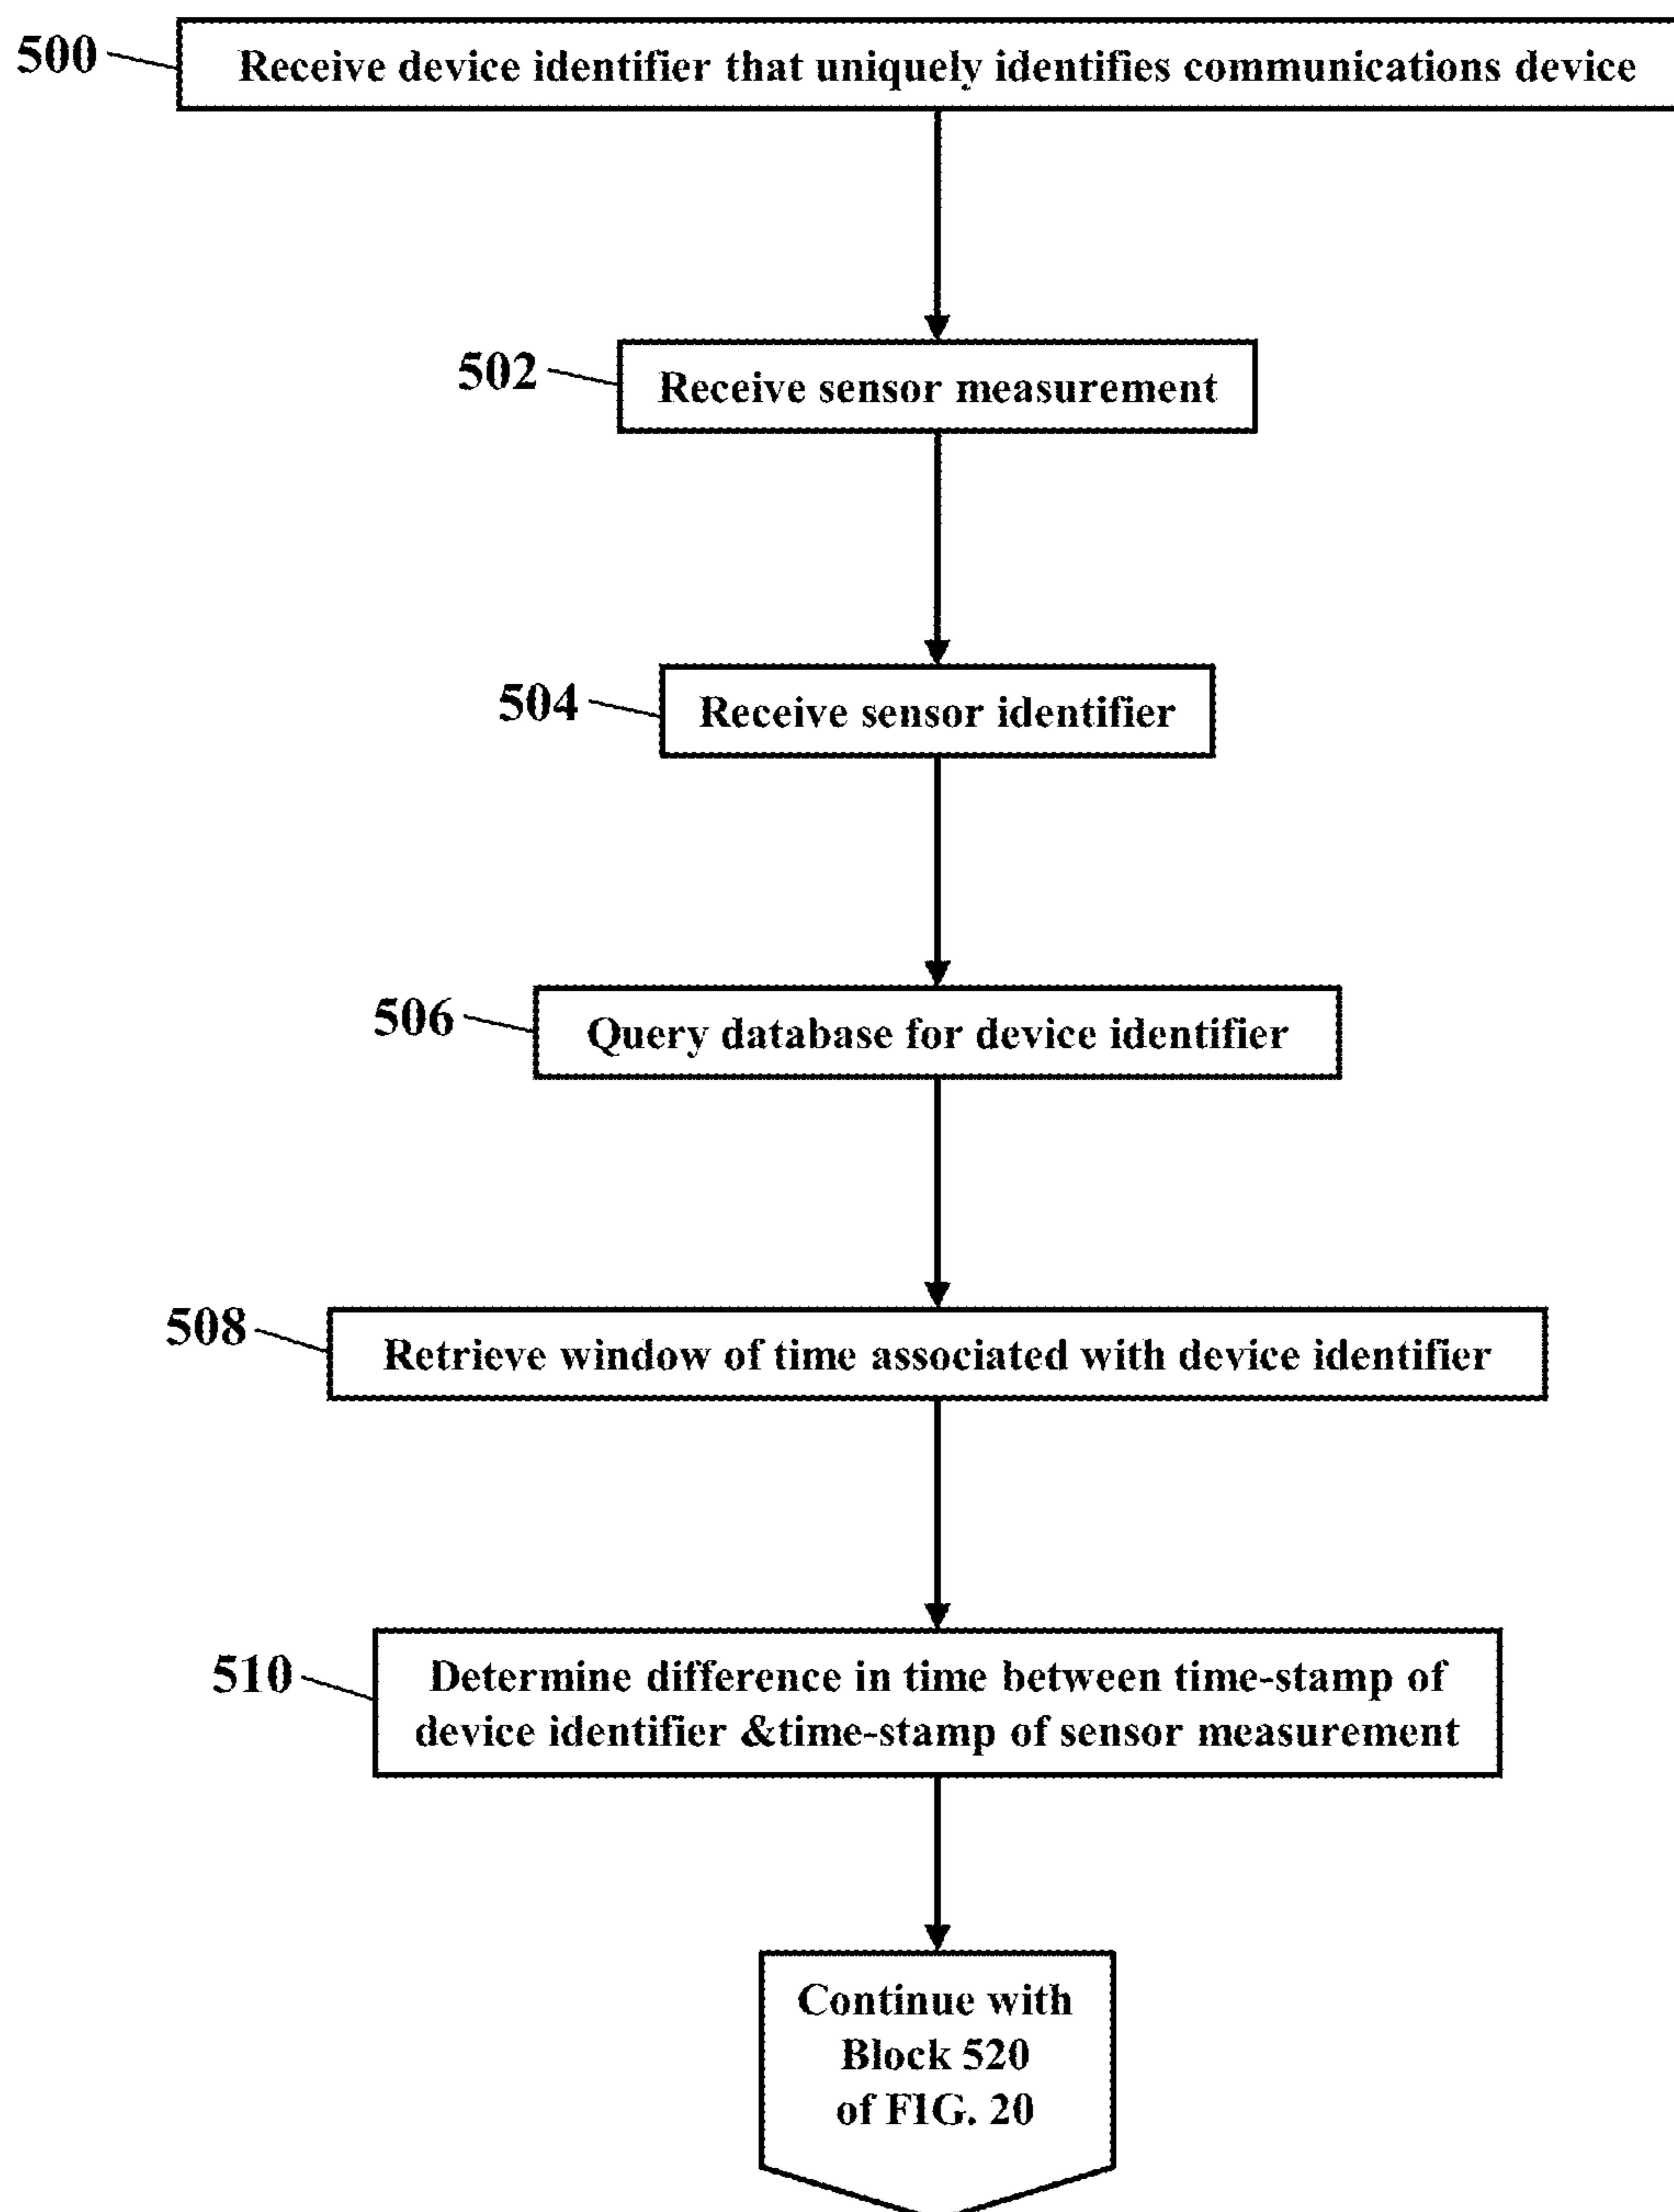 500
Receive device identifier that uniquely identifies communications device
502
Receive sensor measurement
504
Receive sensor identifier
506
Query database for device identifier
508
Retrieve window of time associated with device identifier
510
Determine difference in time between time-stamp of
device identifier &time-stamp of sensor measurement
Continue with
Block 520
of FIG. 20